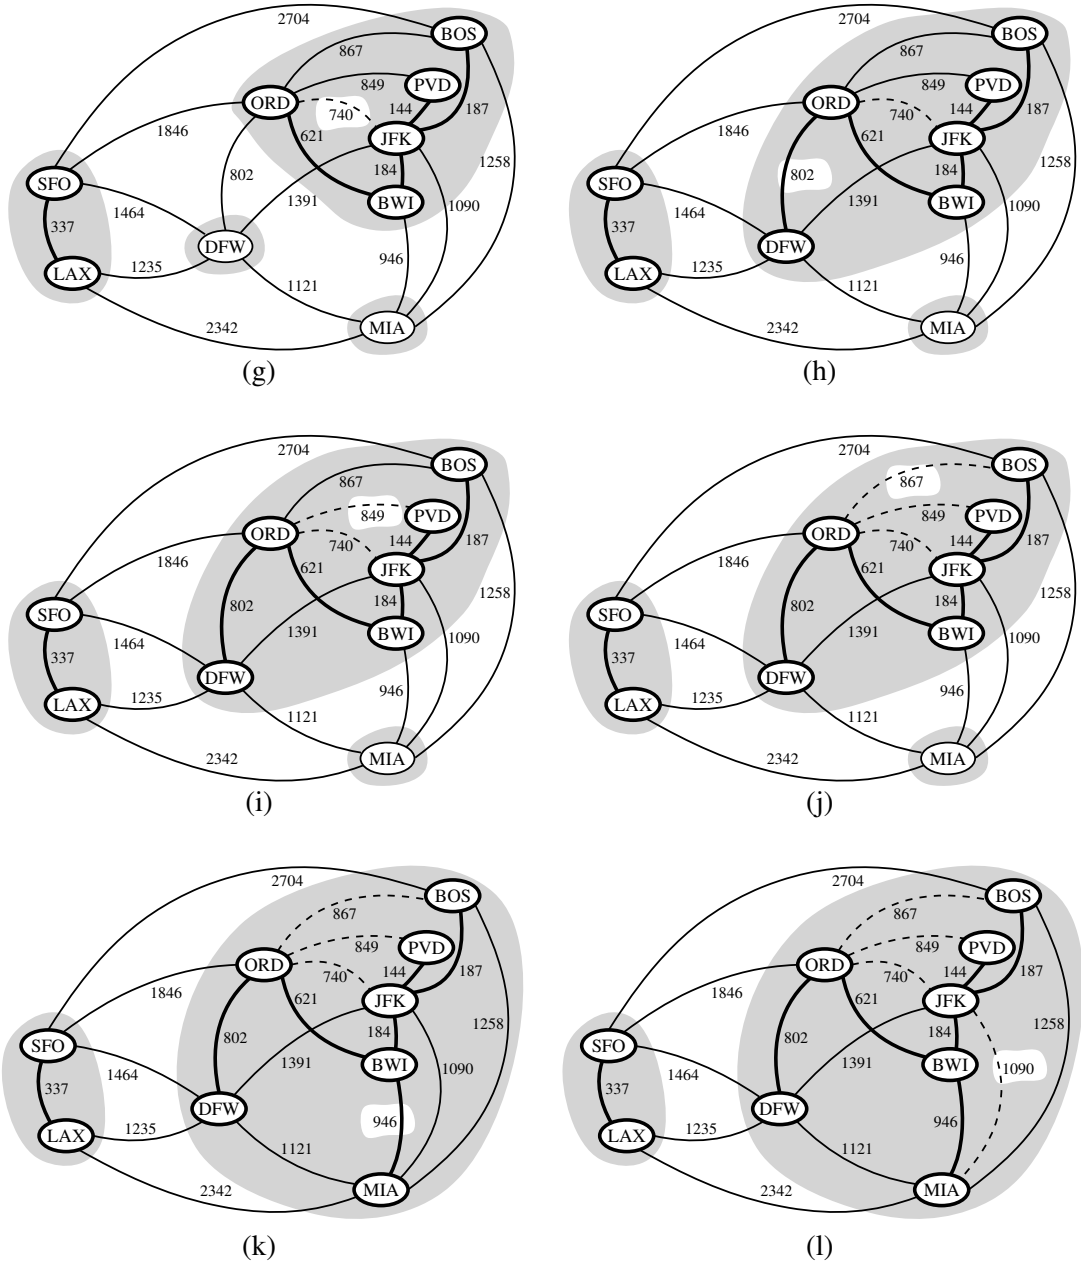 2704 BOS 867 849 PVD ORD 740 144 187 1846 621 JFK 802 184 1258 SFO 1391 BWI 1090 337 1464 DFW 946 LAX 1235 1121 2342 MIA
(g)
2704 BOS 867 849 PVD ORD 740 144 187 1846 621 JFK 802 184 1258 SFO 1391 BWI 1090 337 1464 DFW 946 LAX 1235 1121 2342 MIA
(h)
2704 BOS 867 849 PVD ORD 740 144 187 1846 621 JFK 802 184 1258 SFO 1391 BWI 1090 337 1464 DFW 946 LAX 1235 1121 2342 MIA
(i)
2704 BOS 867 849 PVD ORD 740 144 187 1846 621 JFK 802 184 1258 SFO 1391 BWI 1090 337 1464 DFW 946 LAX 1235 1121 2342 MIA
(j)
2704 BOS 867 849 PVD ORD 740 144 187 1846 621 JFK 802 184 1258 SFO 1391 BWI 1090 337 1464 DFW 946 LAX 1235 1121 2342 MIA
(k)
2704 BOS 867 849 PVD ORD 740 144 187 1846 621 JFK 802 184 1258 SFO 1391 BWI 1090 337 1464 DFW 946 LAX 1235 1121 2342 MIA
(l)